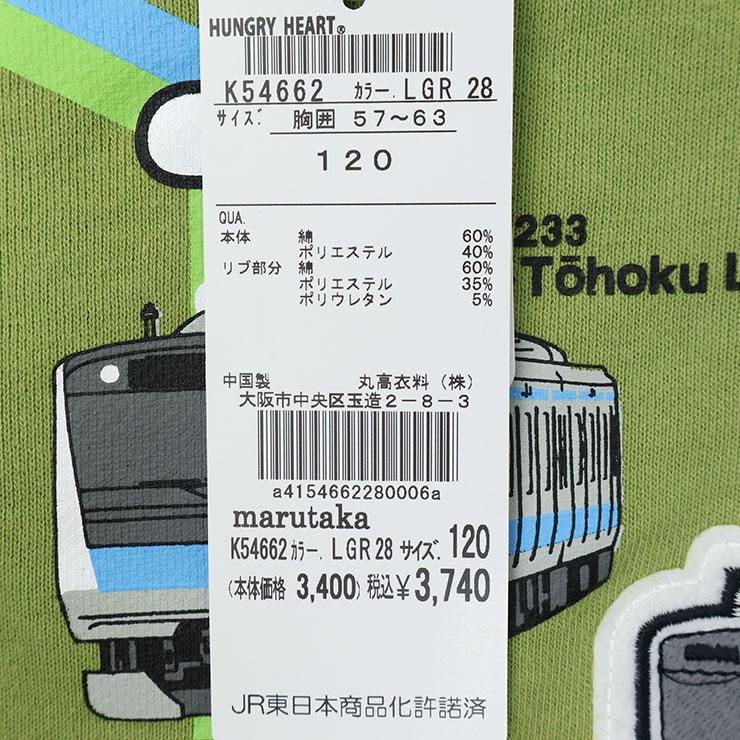 HUNGRY HEART®
K54662 カラー. LGR 28
サイズ: 胸囲 57～63
120
QUA.
本体 綿 60%
ポリエステル 40%
リブ部分 綿 60%
ポリエステル 35%
ポリウレタン 5%
中国製 丸高衣料（株）
大阪市中央区玉造2－8－3
a4154662280006a
marutaka
K54662 カラー. LGR 28 サイズ. 120
(本体価格 3,400) 税込¥3,740
JR東日本商品化許諾済
233
Tōhoku L